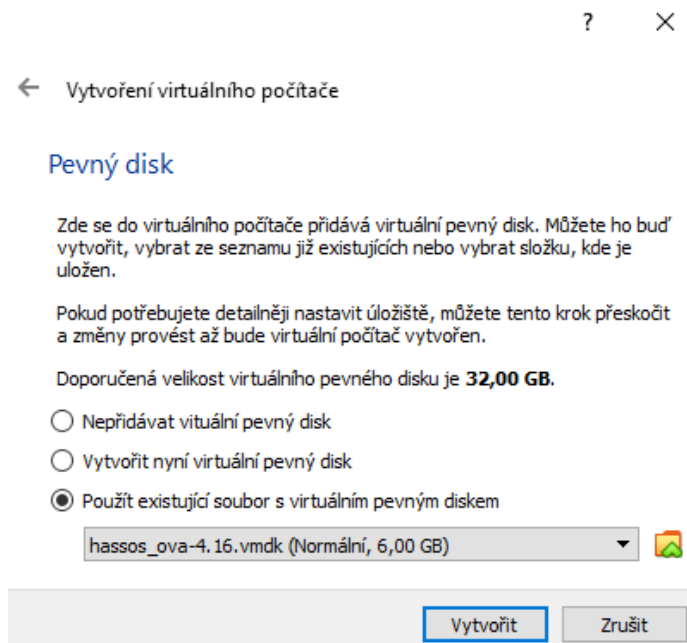 ?
Vytvoření virtuálního počítače
Pevný disk
Zde se do virtuálního počítače přidává virtuální pevný disk. Můžete ho buď
vytvořit, vybrat ze seznamu již existujících nebo vybrat složku, kde je
uložen.
Pokud potřebujete detailněji nastavit úložiště, můžete tento krok přeskočit
a změny provést až bude virtuální počítač vytvořen.
Doporučená velikost virtuálního pevného disku je 32,00 GB.
Nepřidávat vituální pevný disk
Vytvořit nyní virtuální pevný disk
Použít existující soubor s virtuálním pevným diskem
hassos_ova-4.16.vmdk (Normální, 6,00 GB)
Vytvořit
Zrušit